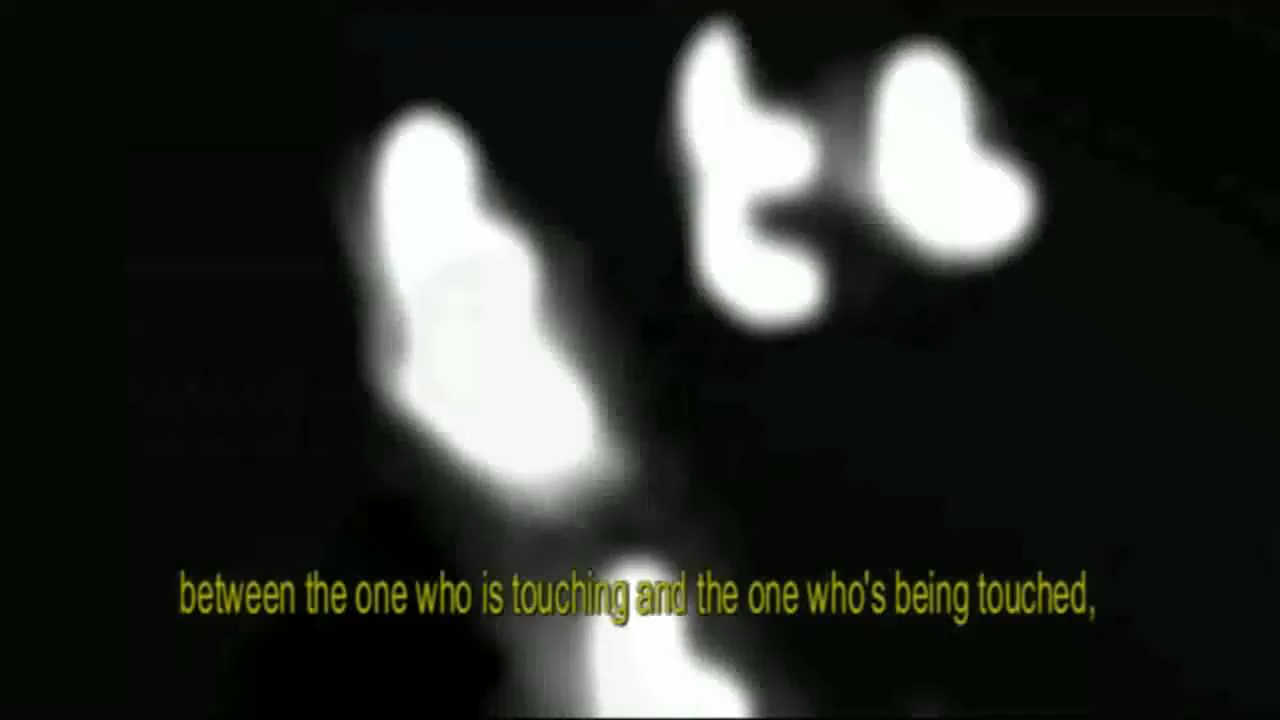 between the one who is touching and the one who's being touched,